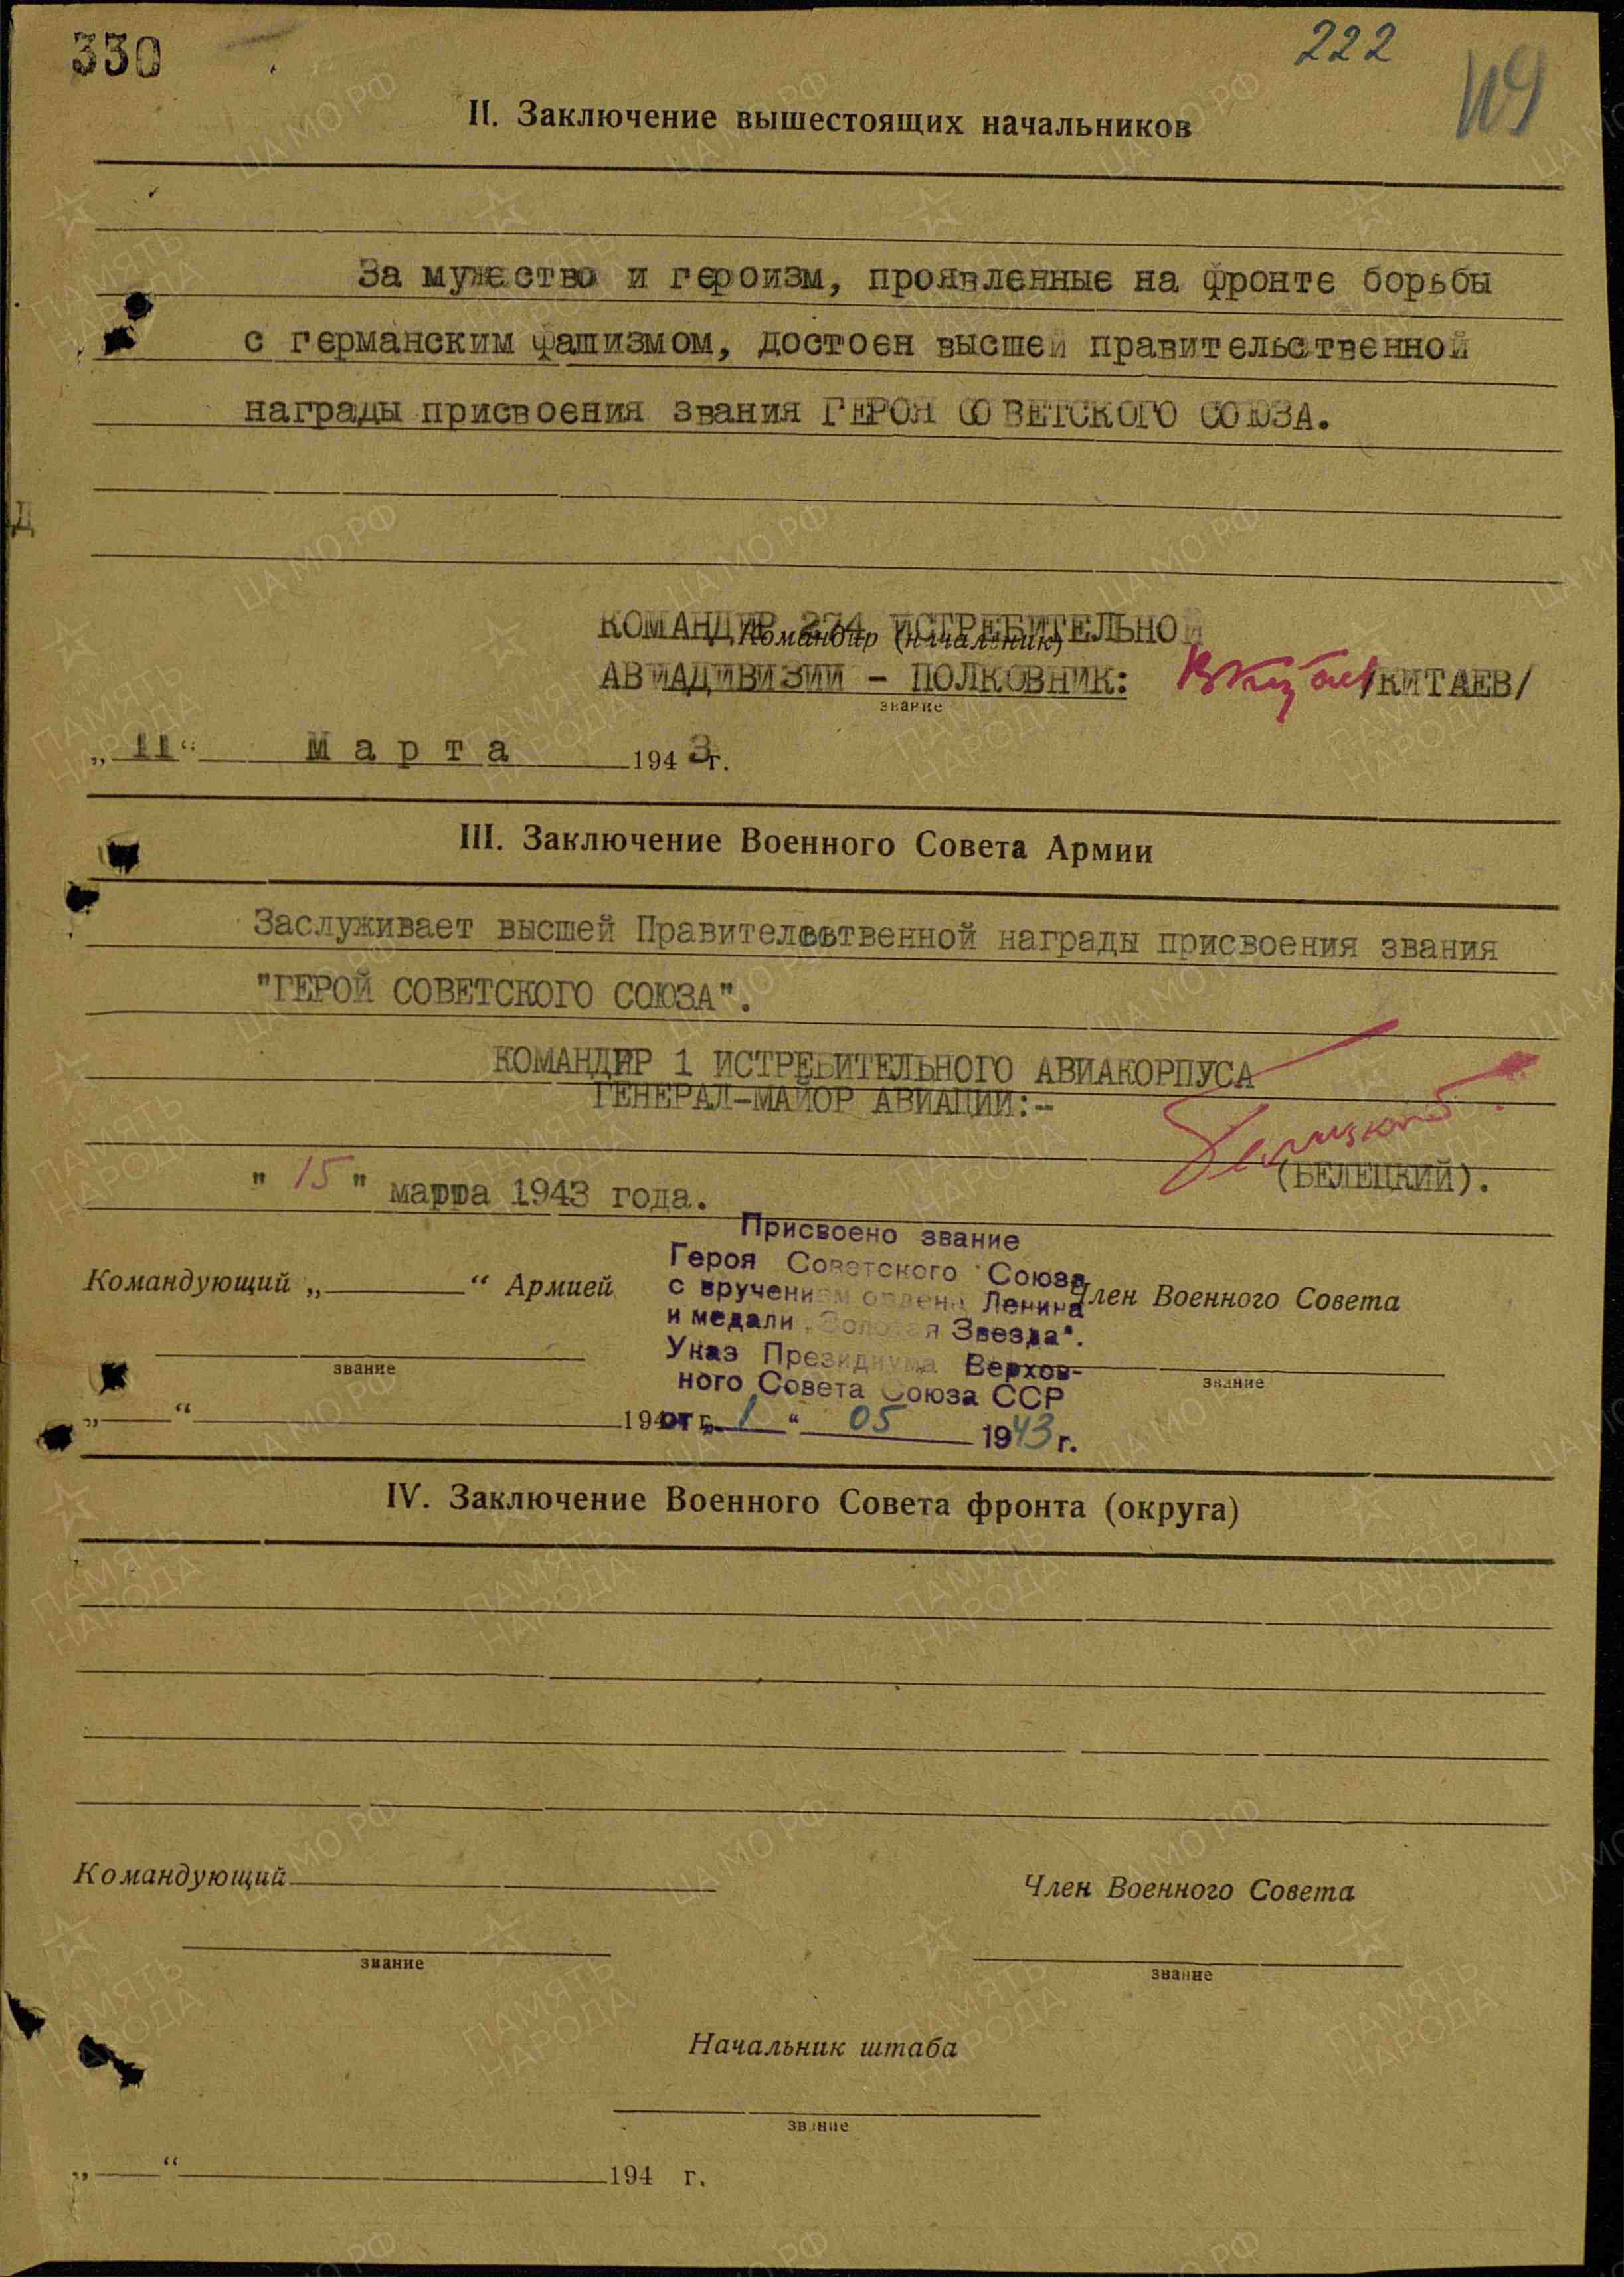 330
222
119
II. Заключение вышестоящих начальников
За мужество и героизм, проявленные на фронте борьбы
с германским фашизмом, достоен высшей правительственной
награды присвоения звания ГЕРОЯ СОВЕТСКОГО СОЮЗА.
КОМАНДИР 274 ИСТРЕБИТЕЛЬНОЙ
Командир (начальник)
АВИАДИВИЗИИ - ПОЛКОВНИК: /КИТАЕВ/
звание
„ 11 “ Марта 1943 г.
III. Заключение Военного Совета Армии
Заслуживает высшей Правительственной награды присвоения звания
"ГЕРОЙ СОВЕТСКОГО СОЮЗА".
КОМАНДИР 1 ИСТРЕБИТЕЛЬНОГО АВИАКОРПУСА
ГЕНЕРАЛ-МАЙОР АВИАЦИИ:-
(БЕЛЕЦКИЙ).
" 15 " марта 1943 года.
Присвоено звание
Героя Советского Союза
с вручением ордена Ленина
и медали „Золотая Звезда".
Указ Президиума Верхов-
ного Совета Союза ССР
от „ 1 “ 05 1943 г.
Командующий „ “ Армией
Член Военного Совета
звание
звание
„ “ 194 г.
IV. Заключение Военного Совета фронта (округа)
Командующий
Член Военного Совета
звание
звание
Начальник штаба
звание
„ “ 194 г.